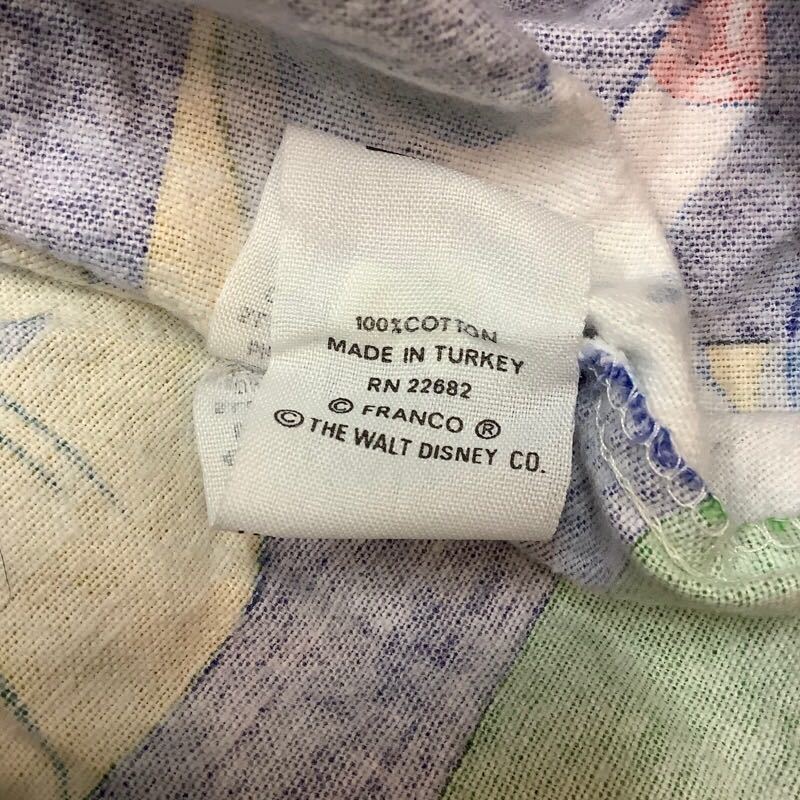 100% COTTON
MADE IN TURKEY
RN 22682
© FRANCO ®
© THE WALT DISNEY CO.